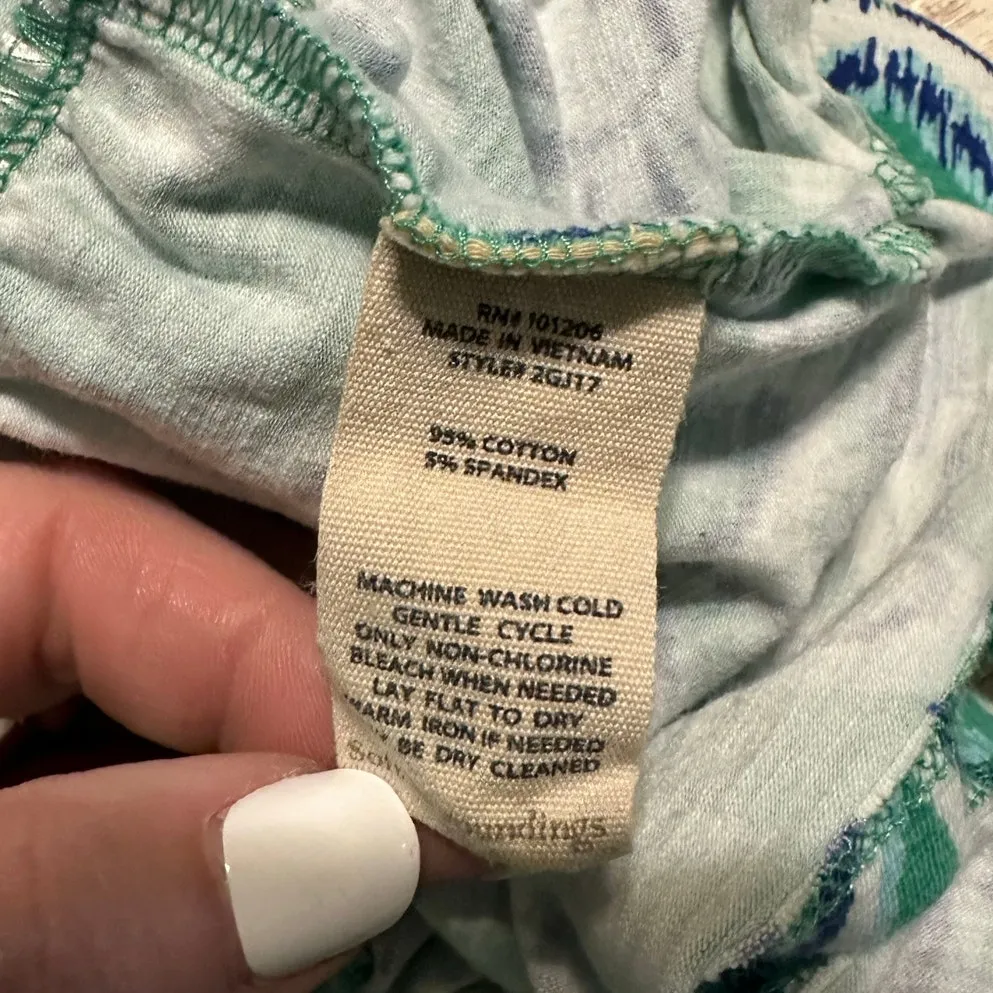 RN# 101206
MADE IN VIETNAM
STYLE# 2GJ17
95% COTTON
5% SPANDEX
MACHINE WASH COLD
GENTLE CYCLE
ONLY NON-CHLORINE
BLEACH WHEN NEEDED
LAY FLAT TO DRY
WARM IRON IF NEEDED
BE DRY CLEANED